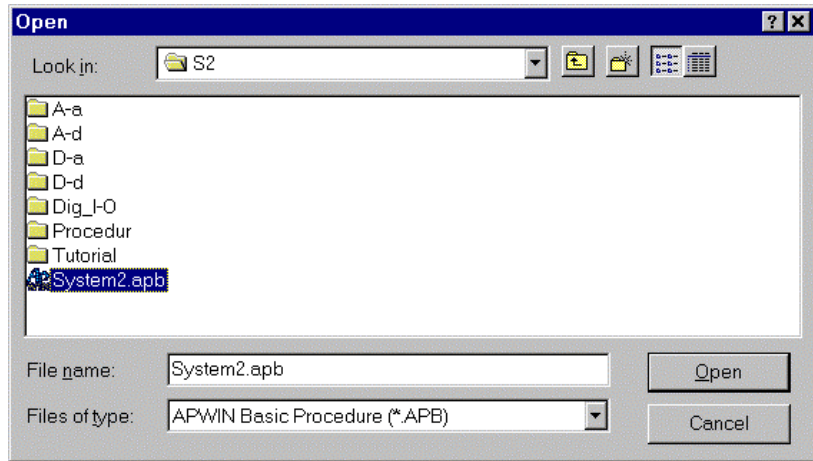 Open
Look in: S2
A-a
A-d
D-a
D-d
Dig_I-O
Procedur
Tutorial
System2.apb
File name: System2.apb Open
Files of type: APWIN Basic Procedure (*.APB) Cancel